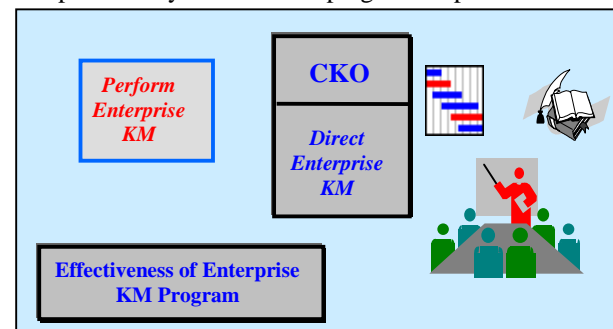 Perform
Enterprise
KM
CKO
Direct
Enterprise
KM
Effectiveness of Enterprise
KM Program